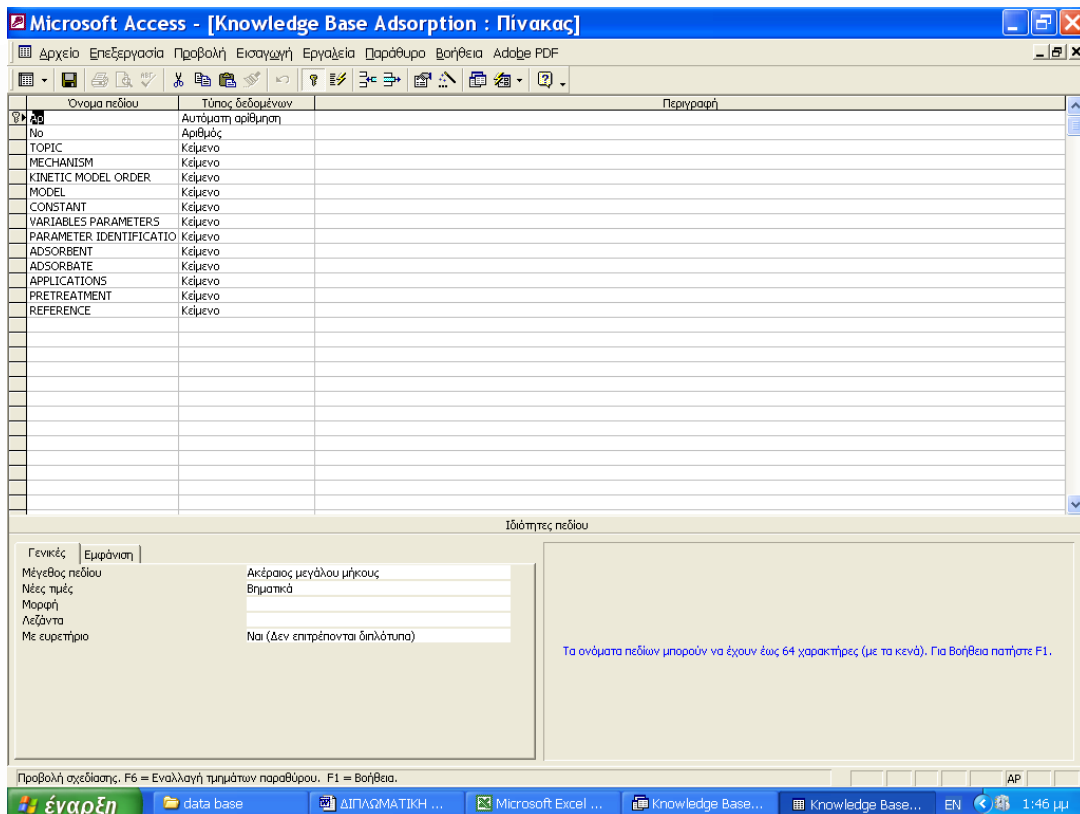 Microsoft Access - [Knowledge Base Adsorption : Πίνακας]
Αρχείο Επεξεργασία Προβολή Εισαγωγή Εργαλεία Παράθυρο Βοήθεια Adobe PDF
Όνομα πεδίου Τύπος δεδομένων Περιγραφή
Αρ Αυτόματη αρίθμηση
No Αριθμός
TOPIC Κείμενο
MECHANISM Κείμενο
KINETIC MODEL ORDER Κείμενο
MODEL Κείμενο
CONSTANT Κείμενο
VARIABLES PARAMETERS Κείμενο
PARAMETER IDENTIFICATIO Κείμενο
ADSORBENT Κείμενο
ADSORBATE Κείμενο
APPLICATIONS Κείμενο
PRETREATMENT Κείμενο
REFERENCE Κείμενο
Ιδιότητες πεδίου
Γενικές Εμφάνιση
Μέγεθος πεδίου Ακέραιος μεγάλου μήκους
Νέες τιμές Βηματικά
Μορφή
Λεζάντα
Με ευρετήριο Ναι (Δεν επιτρέπονται διπλότυπα)
Τα ονόματα πεδίων μπορούν να έχουν έως 64 χαρακτήρες (με τα κενά). Για Βοήθεια πατήστε F1.
Προβολή σχεδίασης. F6 = Εναλλαγή τμημάτων παραθύρου. F1 = Βοήθεια. ΑΡ
έναρξη data base ΔΙΠΛΩΜΑΤΙΚΗ ... Microsoft Excel ... Knowledge Base... Knowledge Base... EN 1:46 μμ